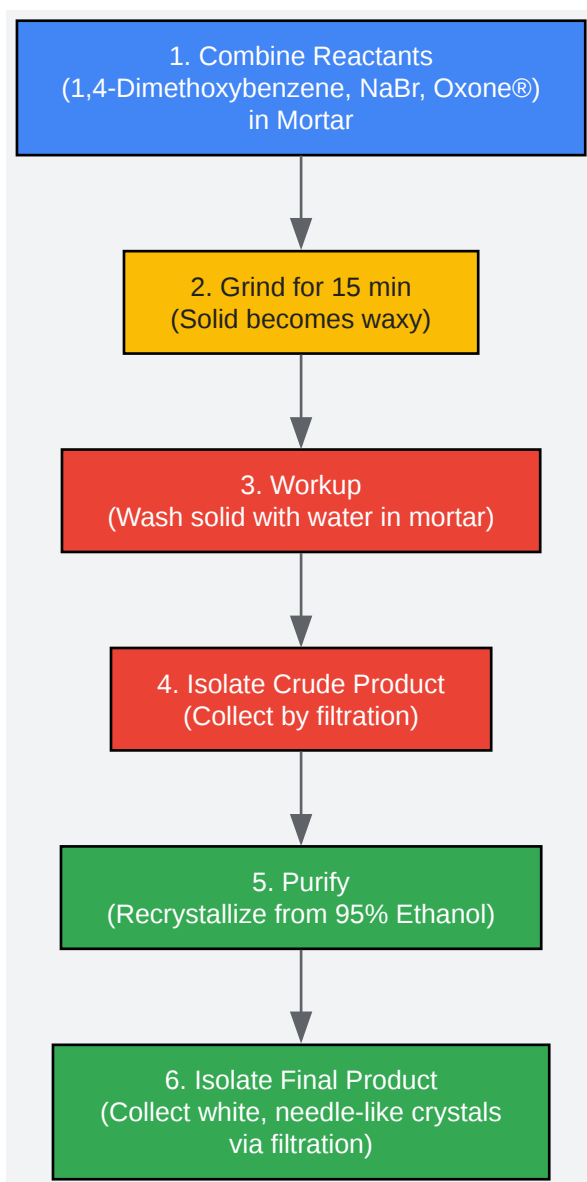 1. Combine Reactants
(1,4-Dimethoxybenzene, NaBr, Oxone®)
in Mortar
2. Grind for 15 min
(Solid becomes waxy)
3. Workup
(Wash solid with water in mortar)
4. Isolate Crude Product
(Collect by filtration)
5. Purify
(Recrystallize from 95% Ethanol)
6. Isolate Final Product
(Collect white, needle-like crystals
via filtration)